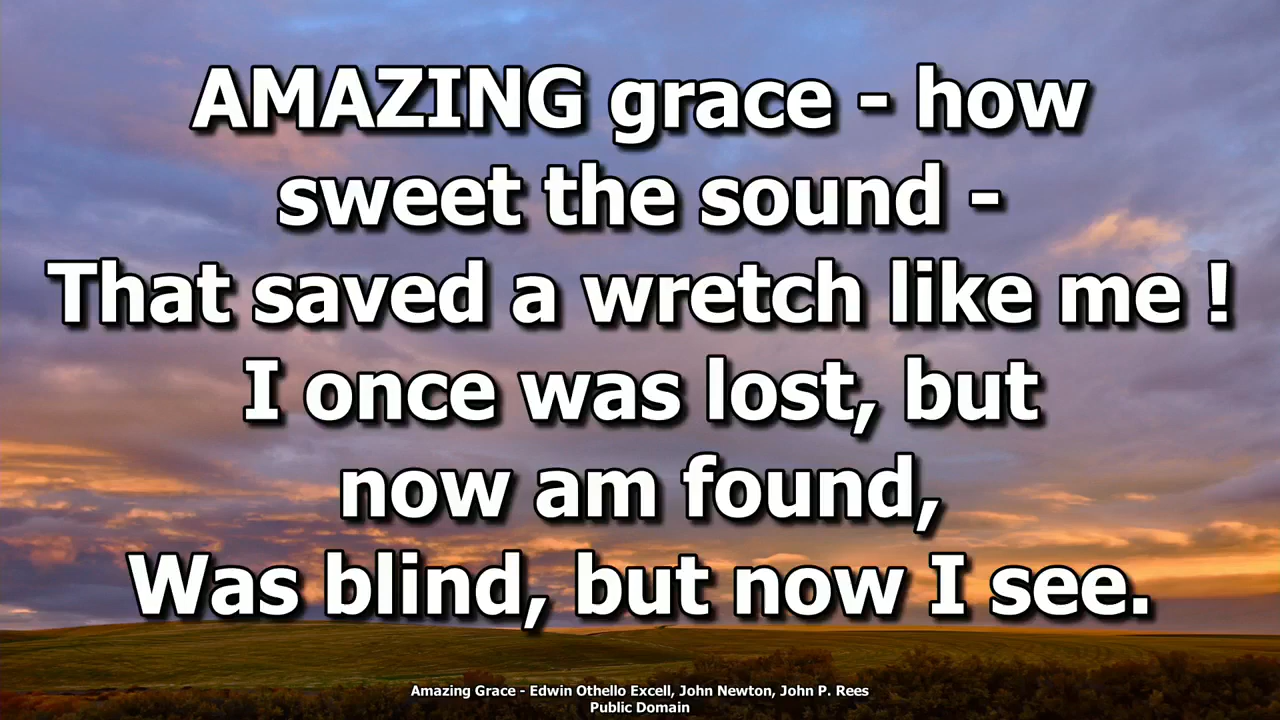 AMAZING grace - how
sweet the sound -
That saved a wretch like me !
I once was lost, but
now am found,
Was blind, but now I see.
Amazing Grace - Edwin Othello Excell, John Newton, John P. Rees
Public Domain